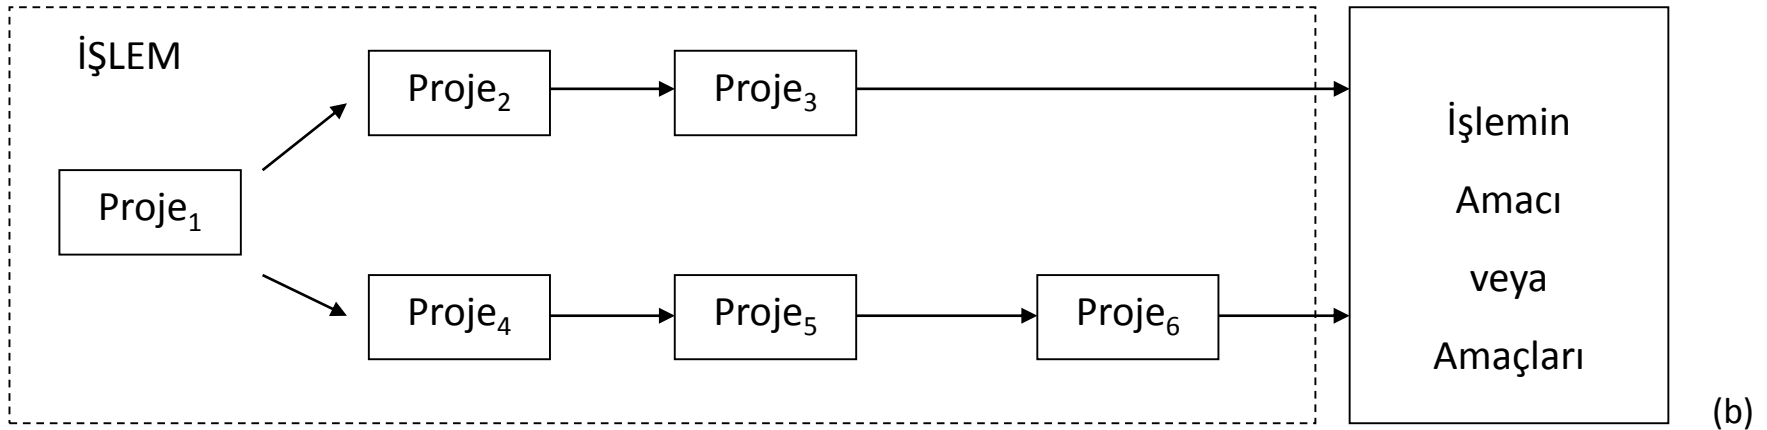 İŞLEM
Proje₂
Proje₃
Proje₁
Proje₄
Proje₅
Proje₆
İşlemin
Amacı
veya
Amaçları
(b)